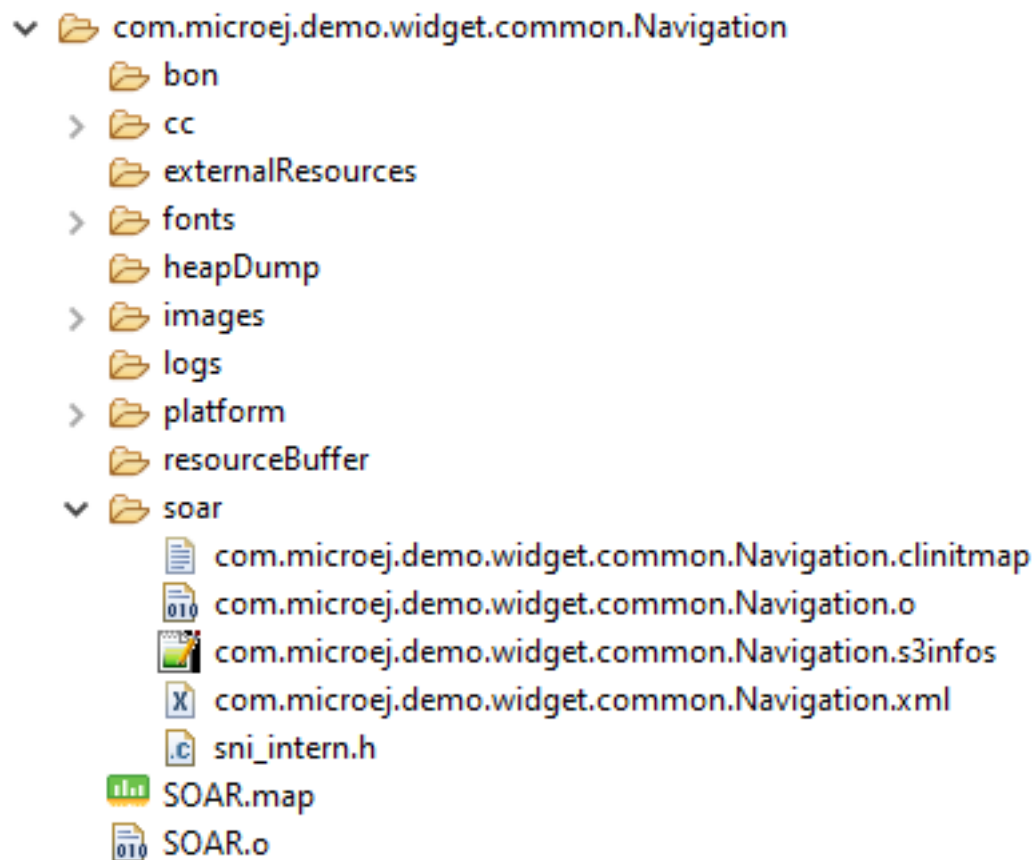 com.microej.demo.widget.common.Navigation
bon
cc
externalResources
fonts
heapDump
images
logs
platform
resourceBuffer
soar
com.microej.demo.widget.common.Navigation.clinitmap
com.microej.demo.widget.common.Navigation.o
com.microej.demo.widget.common.Navigation.s3infos
com.microej.demo.widget.common.Navigation.xml
sni_intern.h
SOAR.map
SOAR.o